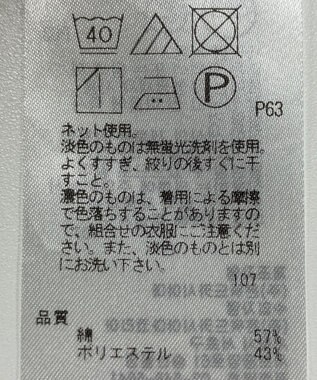 40
P
P63
ネット使用。
淡色のものは無蛍光洗剤を使用。
よくすすぎ、絞りの後すぐに干
すこと。
濃色のものは、着用による摩擦
で色落ちすることがありますの
で、組合せの衣服にご注意くだ
さい。また、淡色のものとは別
にお洗い下さい。
107
品質
綿 57%
ポリエステル 43%